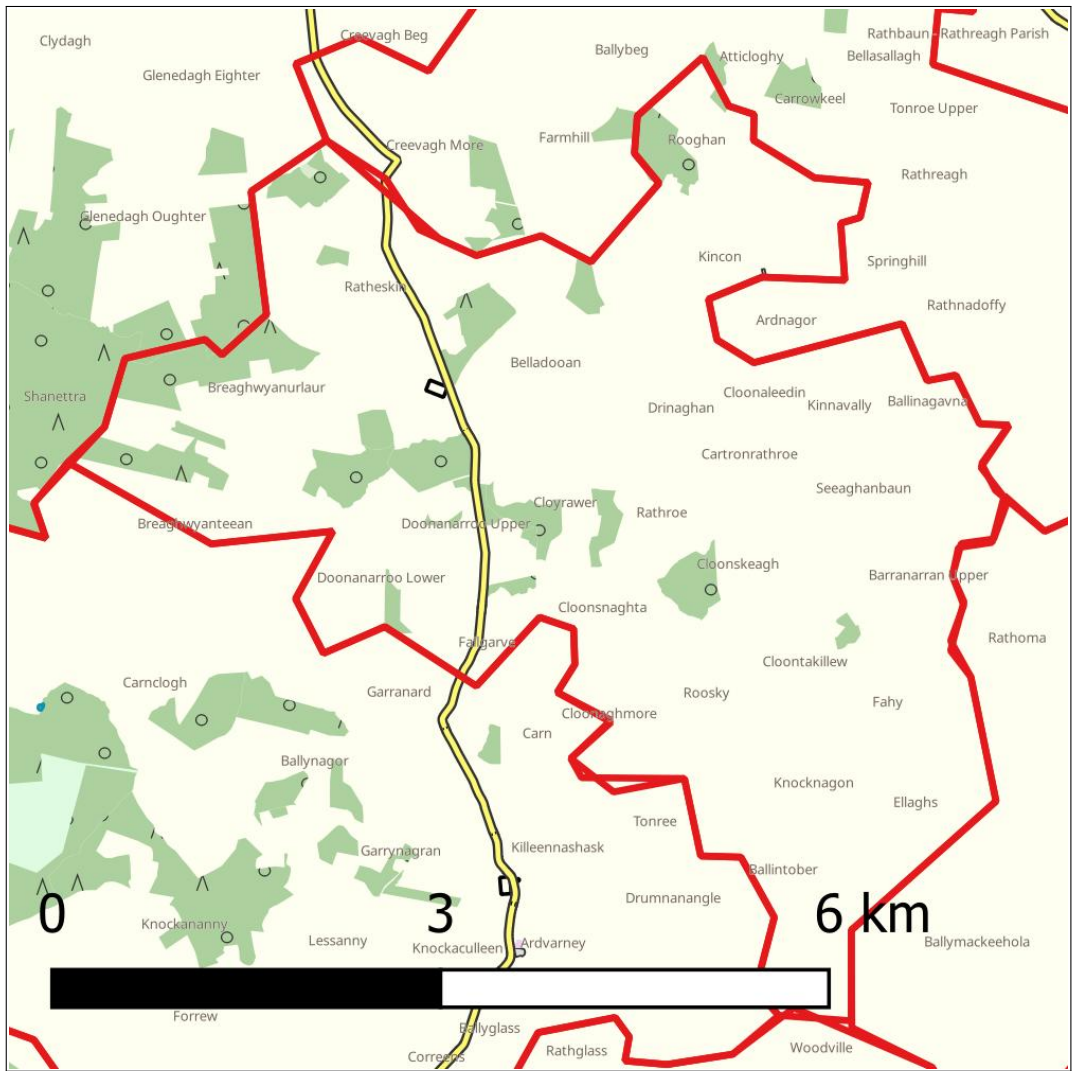 Clydagh
Creevagh Beg
Ballybeg
Atticloghy
Rathbaun - Rathreagh Parish
Bellasallagh
Glenedagh Eighter
Carrowkeel
Tonroe Upper
Creevagh More
Farmhill
Rooghan
Rathreagh
Glenedagh Oughter
Kincon
Springhill
Ratheskin
Rathnadoffy
Ardnagor
Belladooan
Breaghwyanurlaur
Shanettra
Cloonaleedin
Drinaghan
Kinnavally
Ballinagavna
Cartronrathroe
Seeaghanbaun
Cloyrawer
Rathroe
Breaghwyanteean
Doonanarroo Upper
Cloonskeagh
Doonanarroo Lower
Barranarran Upper
Cloonsnaghta
Fallgarve
Rathoma
Cloontakillew
Carnclogh
Garranard
Roosky
Fahy
Cloonaghmore
Carn
Ballynagor
Knocknagon
Ellaghs
Tonree
Garrynagran
Killeennashask
Ballintober
Drumnanangle
0 3 6 km
Knockananny
Lessanny
Knockaculleen
Ardvarney
Ballymackeehola
Forrew
Ballyglass
Correens
Rathglass
Woodville